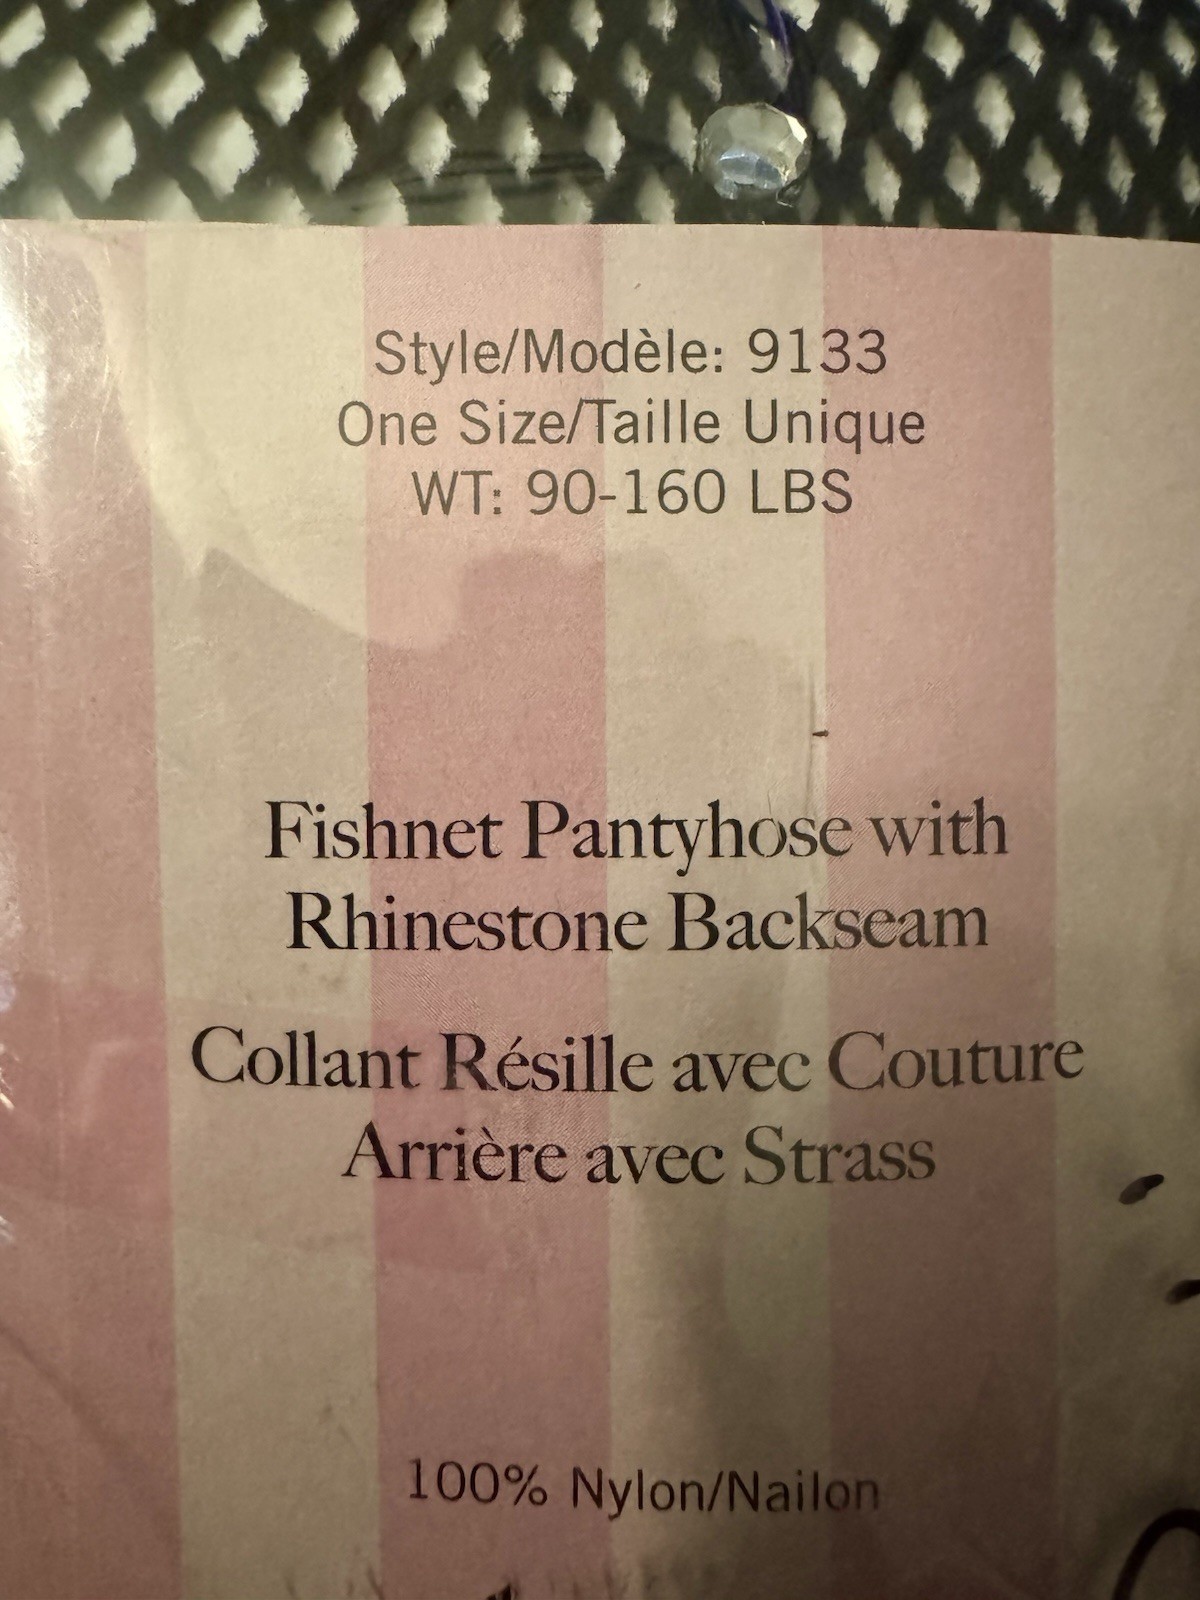 Style/Modèle: 9133
One Size/Taille Unique
WT: 90-160 LBS
Fishnet Pantyhose with
Rhinestone Backseam
Collant Résille avec Couture
Arrière avec Strass
100% Nylon/Nailon